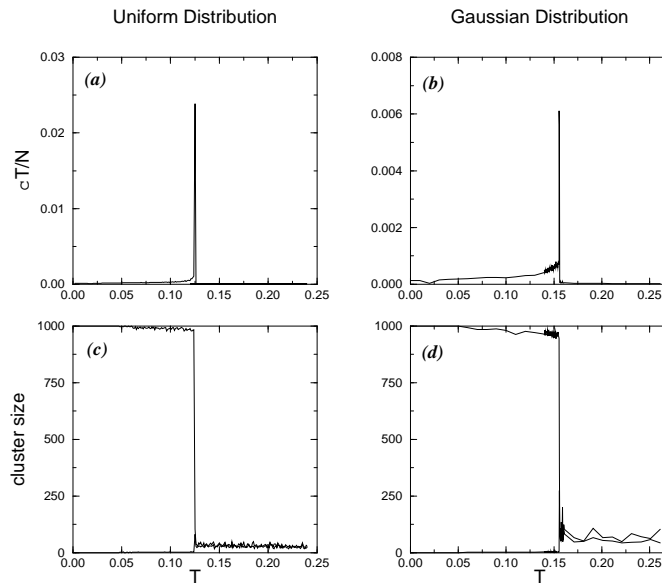 Uniform Distribution Gaussian Distribution
0.03 0.008
(a) (b)
0.006
0.02
cT/N 0.004
0.01
0.002
0.00 0.000
0.00 0.05 0.10 0.15 0.20 0.25 0.00 0.05 0.10 0.15 0.20 0.25
1000 1000
(c) (d)
750 750
cluster size 500 500
250 250
0 0
0.00 0.05 0.10 0.15 0.20 0.25 0.00 0.05 0.10 0.15 0.20 0.25
T T